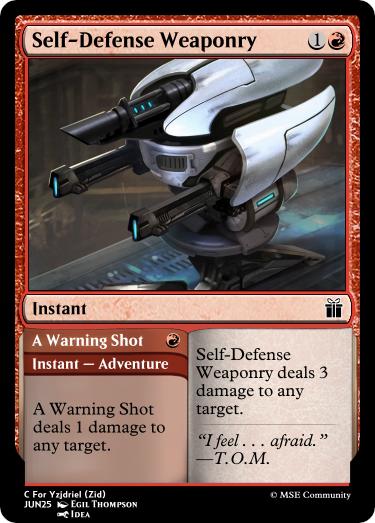 Self-Defense Weaponry 1
Instant
A Warning Shot
Instant — Adventure
A Warning Shot
deals 1 damage to
any target.
Self-Defense
Weaponry deals 3
damage to any
target.
“I feel . . . afraid.”
—T.O.M.
C For Yzjdriel (Zid)
JUN25 Egil Thompson
Idea
© MSE Community